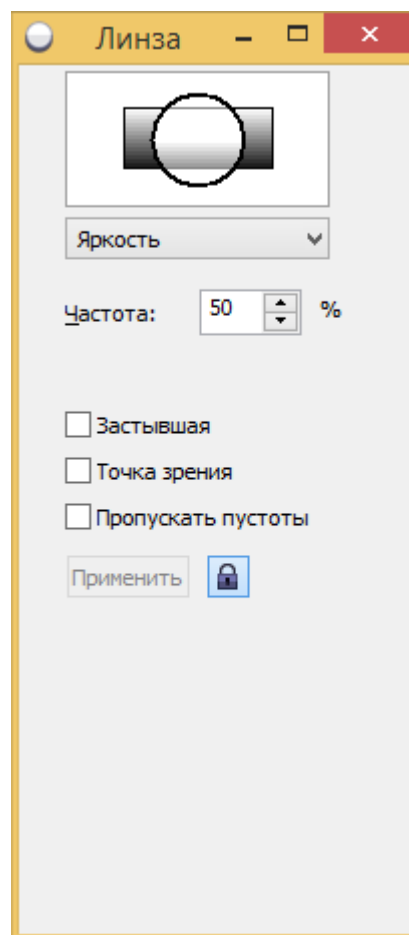 Линза
Яркость
Частота: 50 %
Застывшая
Точка зрения
Пропускать пустоты
Применить